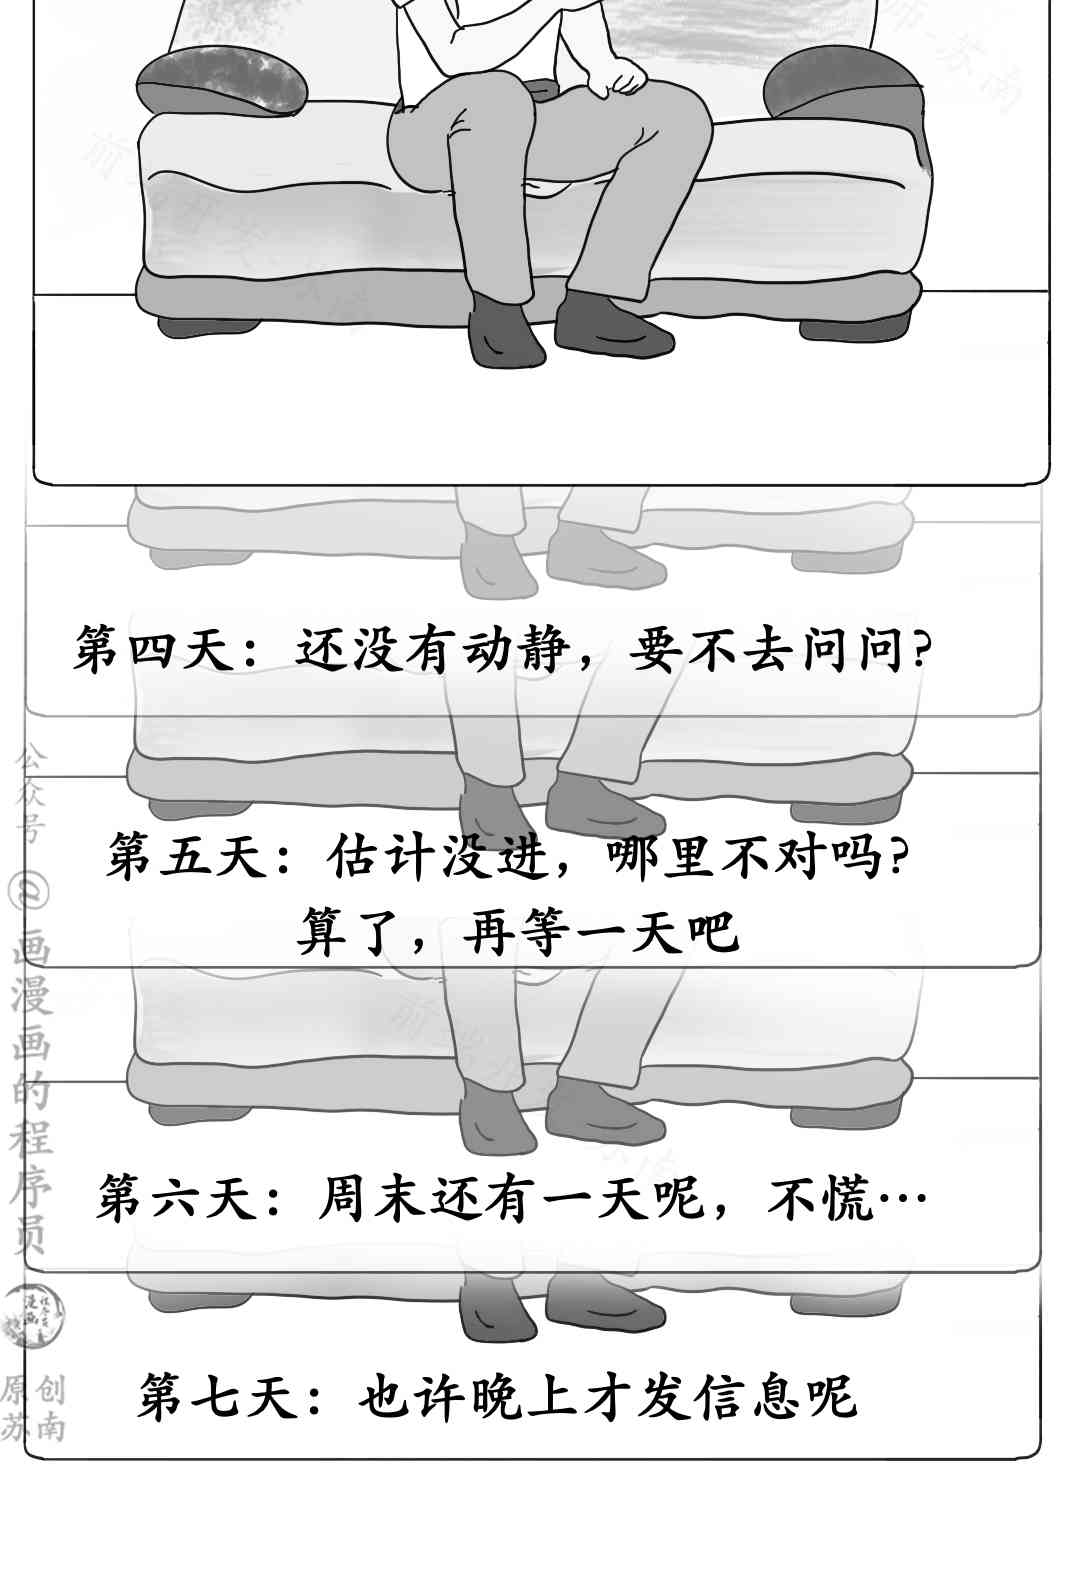 第四天：还没有动静，要不去问问?
第五天：估计没进，哪里不对吗?
算了，再等一天吧
第六天：周末还有一天呢，不慌…
第七天：也许晚上才发信息呢
公众号
@画漫画的程序员
原创
苏南